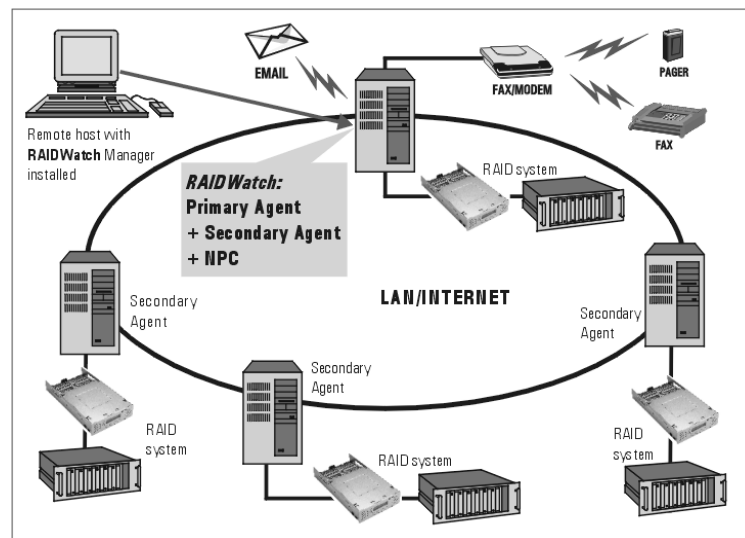 EMAIL
FAX/MODEM
PAGER
FAX
Remote host with
RAIDWatch Manager
installed
RAID system
RAIDWatch:
Primary Agent
+ Secondary Agent
+ NPC
LAN/INTERNET
Secondary
Agent
Secondary
Agent
Secondary
Agent
RAID
system
RAID system
RAID
system